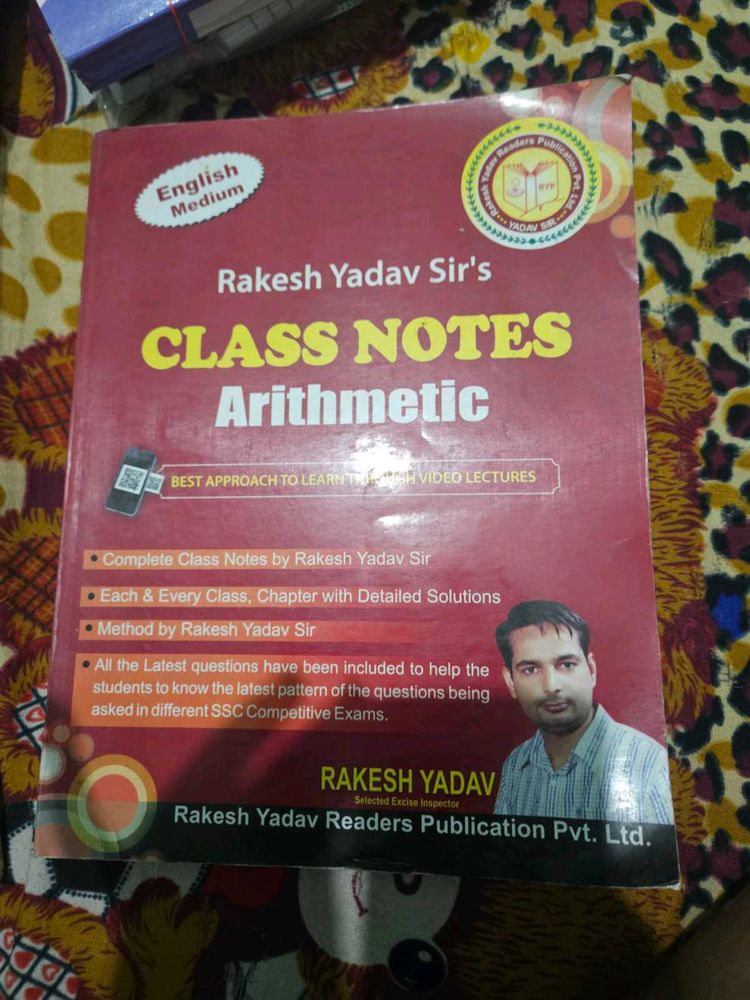 English
Medium
Rakesh Yadav Readers Publication Pvt. Ltd.
RYP
YADAV SIR
Rakesh Yadav Sir's
CLASS NOTES
Arithmetic
BEST APPROACH TO LEARN THROUGH VIDEO LECTURES
• Complete Class Notes by Rakesh Yadav Sir
• Each & Every Class, Chapter with Detailed Solutions
• Method by Rakesh Yadav Sir
• All the Latest questions have been included to help the
students to know the latest pattern of the questions being
asked in different SSC Competitive Exams.
RAKESH YADAV
Selected Excise Inspector
Rakesh Yadav Readers Publication Pvt. Ltd.